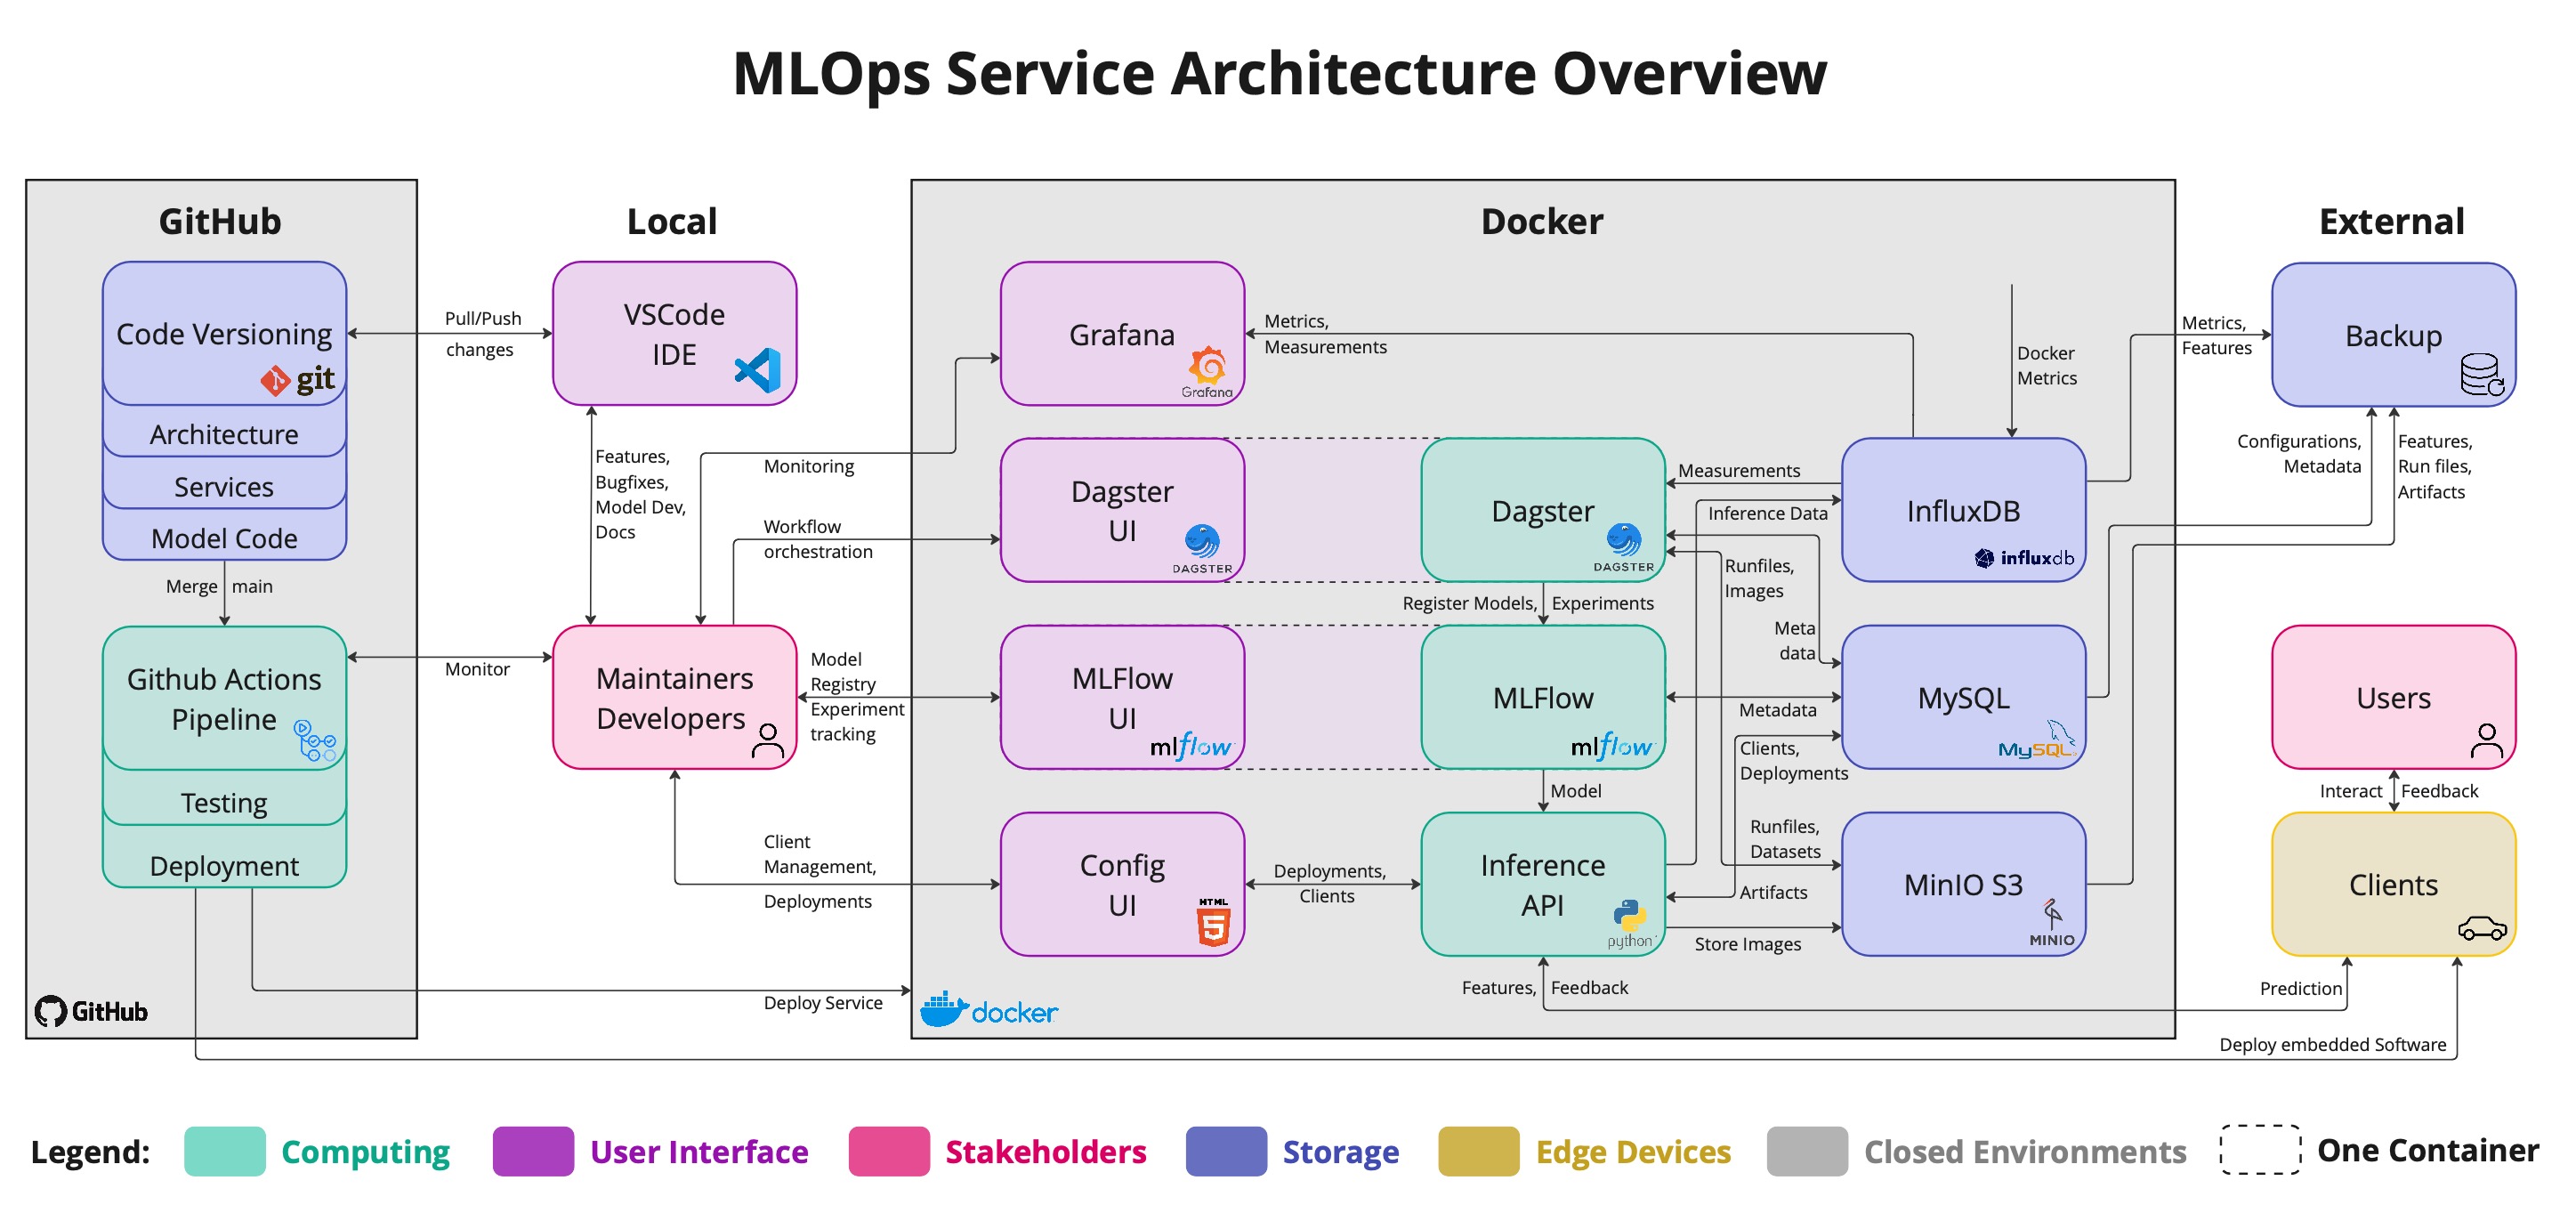 MLOps Service Architecture Overview
GitHub
Code Versioning
git
Architecture
Services
Model Code
Merge main
Github Actions
Pipeline
Testing
Deployment
GitHub
Local
Pull/Push
changes
VSCode
IDE
Features,
Bugfixes,
Model Dev,
Docs
Monitoring
Workflow
orchestration
Monitor
Maintainers
Developers
Model
Registry
Experiment
tracking
Client
Management,
Deployments
Deploy Service
Docker
Grafana
Grafana
Metrics,
Measurements
Docker
Metrics
Dagster
UI
DAGSTER
Dagster
DAGSTER
Measurements
Inference Data
InfluxDB
influxdb
Runfiles,
Images
Register Models, Experiments
Meta
data
MLFlow
UI
mlflow
MLFlow
mlflow
Metadata
MySQL
MySQL
Clients,
Deployments
Model
Config
UI
HTML
5
Deployments,
Clients
Inference
API
python
Runfiles,
Datasets
Artifacts
Store Images
MinIO S3
MINIO
Features, Feedback
docker
External
Metrics,
Features
Backup
Configurations,
Metadata
Features,
Run files,
Artifacts
Users
Interact Feedback
Clients
Prediction
Deploy embedded Software
Legend:
Computing
User Interface
Stakeholders
Storage
Edge Devices
Closed Environments
One Container